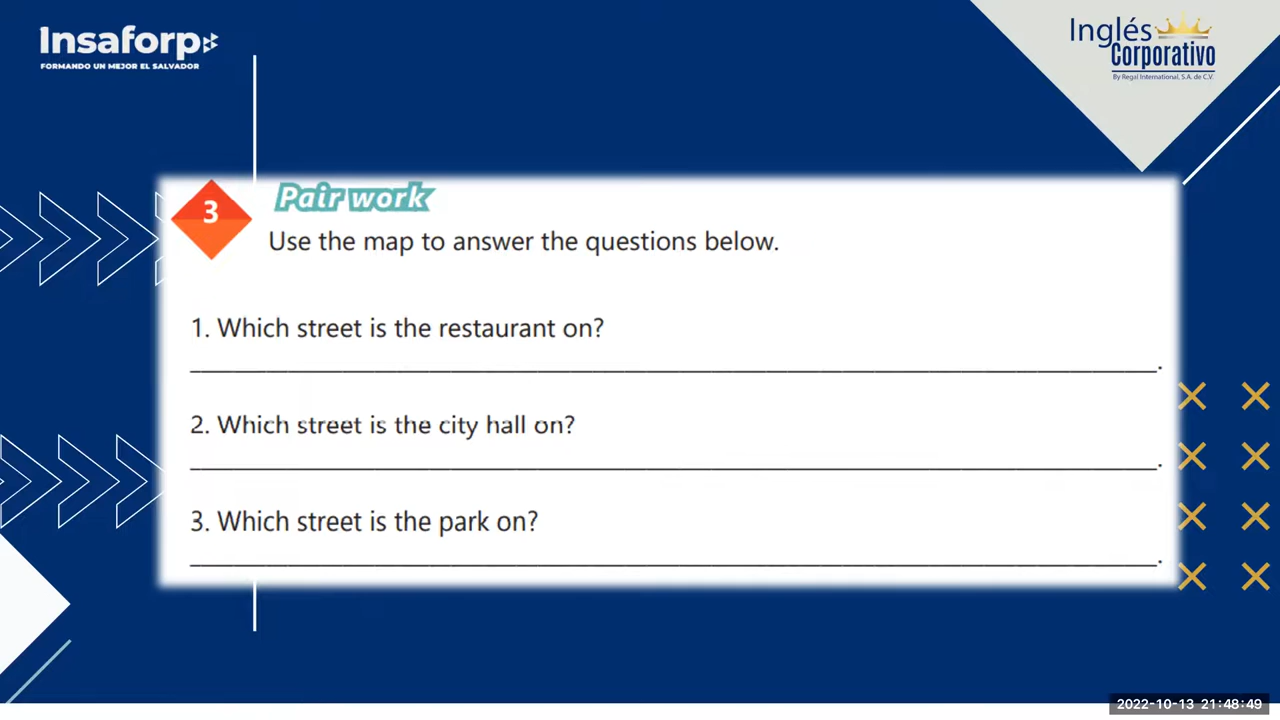 Insaforp
FORMANDO UN MEJOR EL SALVADOR
Inglés
Corporativo
By Regal International, S.A. de C.V.
3
Pair work
Use the map to answer the questions below.
1. Which street is the restaurant on?
.
2. Which street is the city hall on?
.
3. Which street is the park on?
.
2022-10-13 21:48:49